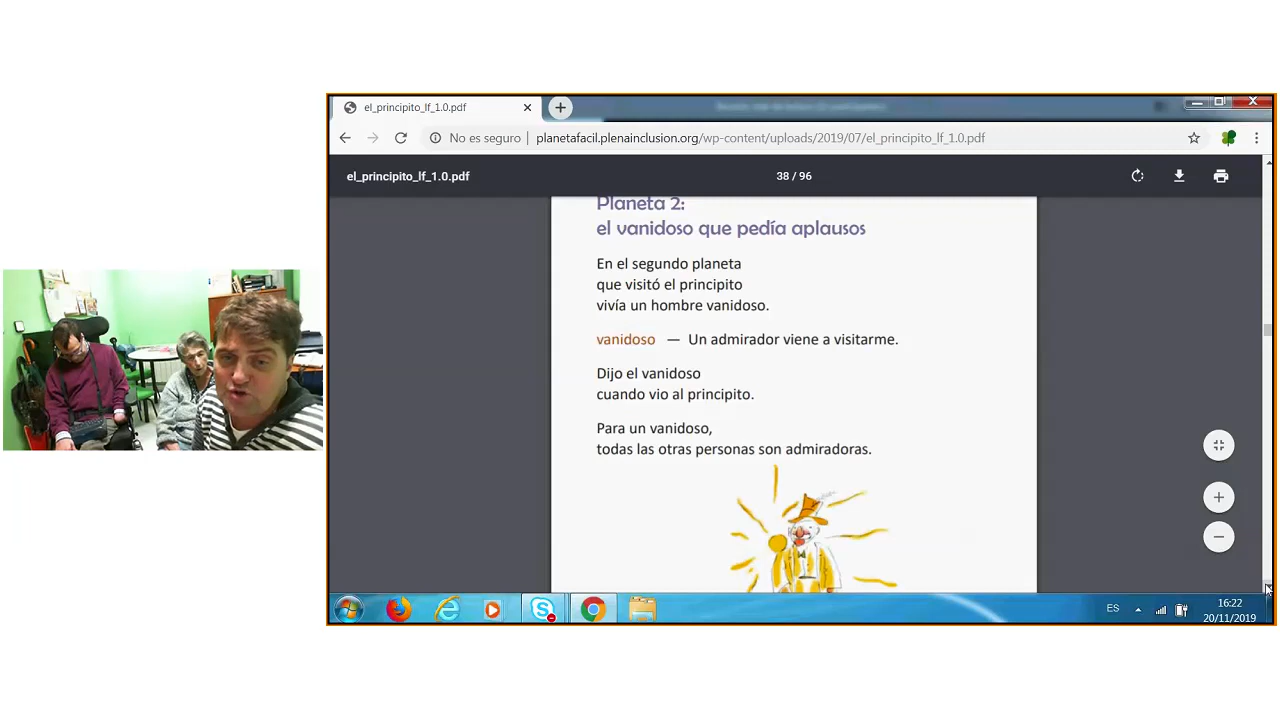 el_principito_lf_1.0.pdf
No es seguro | planetafacil.plenainclusion.org/wp-content/uploads/2019/07/el_principito_lf_1.0.pdf
el_principito_lf_1.0.pdf
38 / 96
Planeta 2:
el vanidoso que pedía aplausos
En el segundo planeta
que visitó el principito
vivía un hombre vanidoso.
vanidoso — Un admirador viene a visitarme.
Dijo el vanidoso
cuando vio al principito.
Para un vanidoso,
todas las otras personas son admiradoras.
ES
16:22
20/11/2019